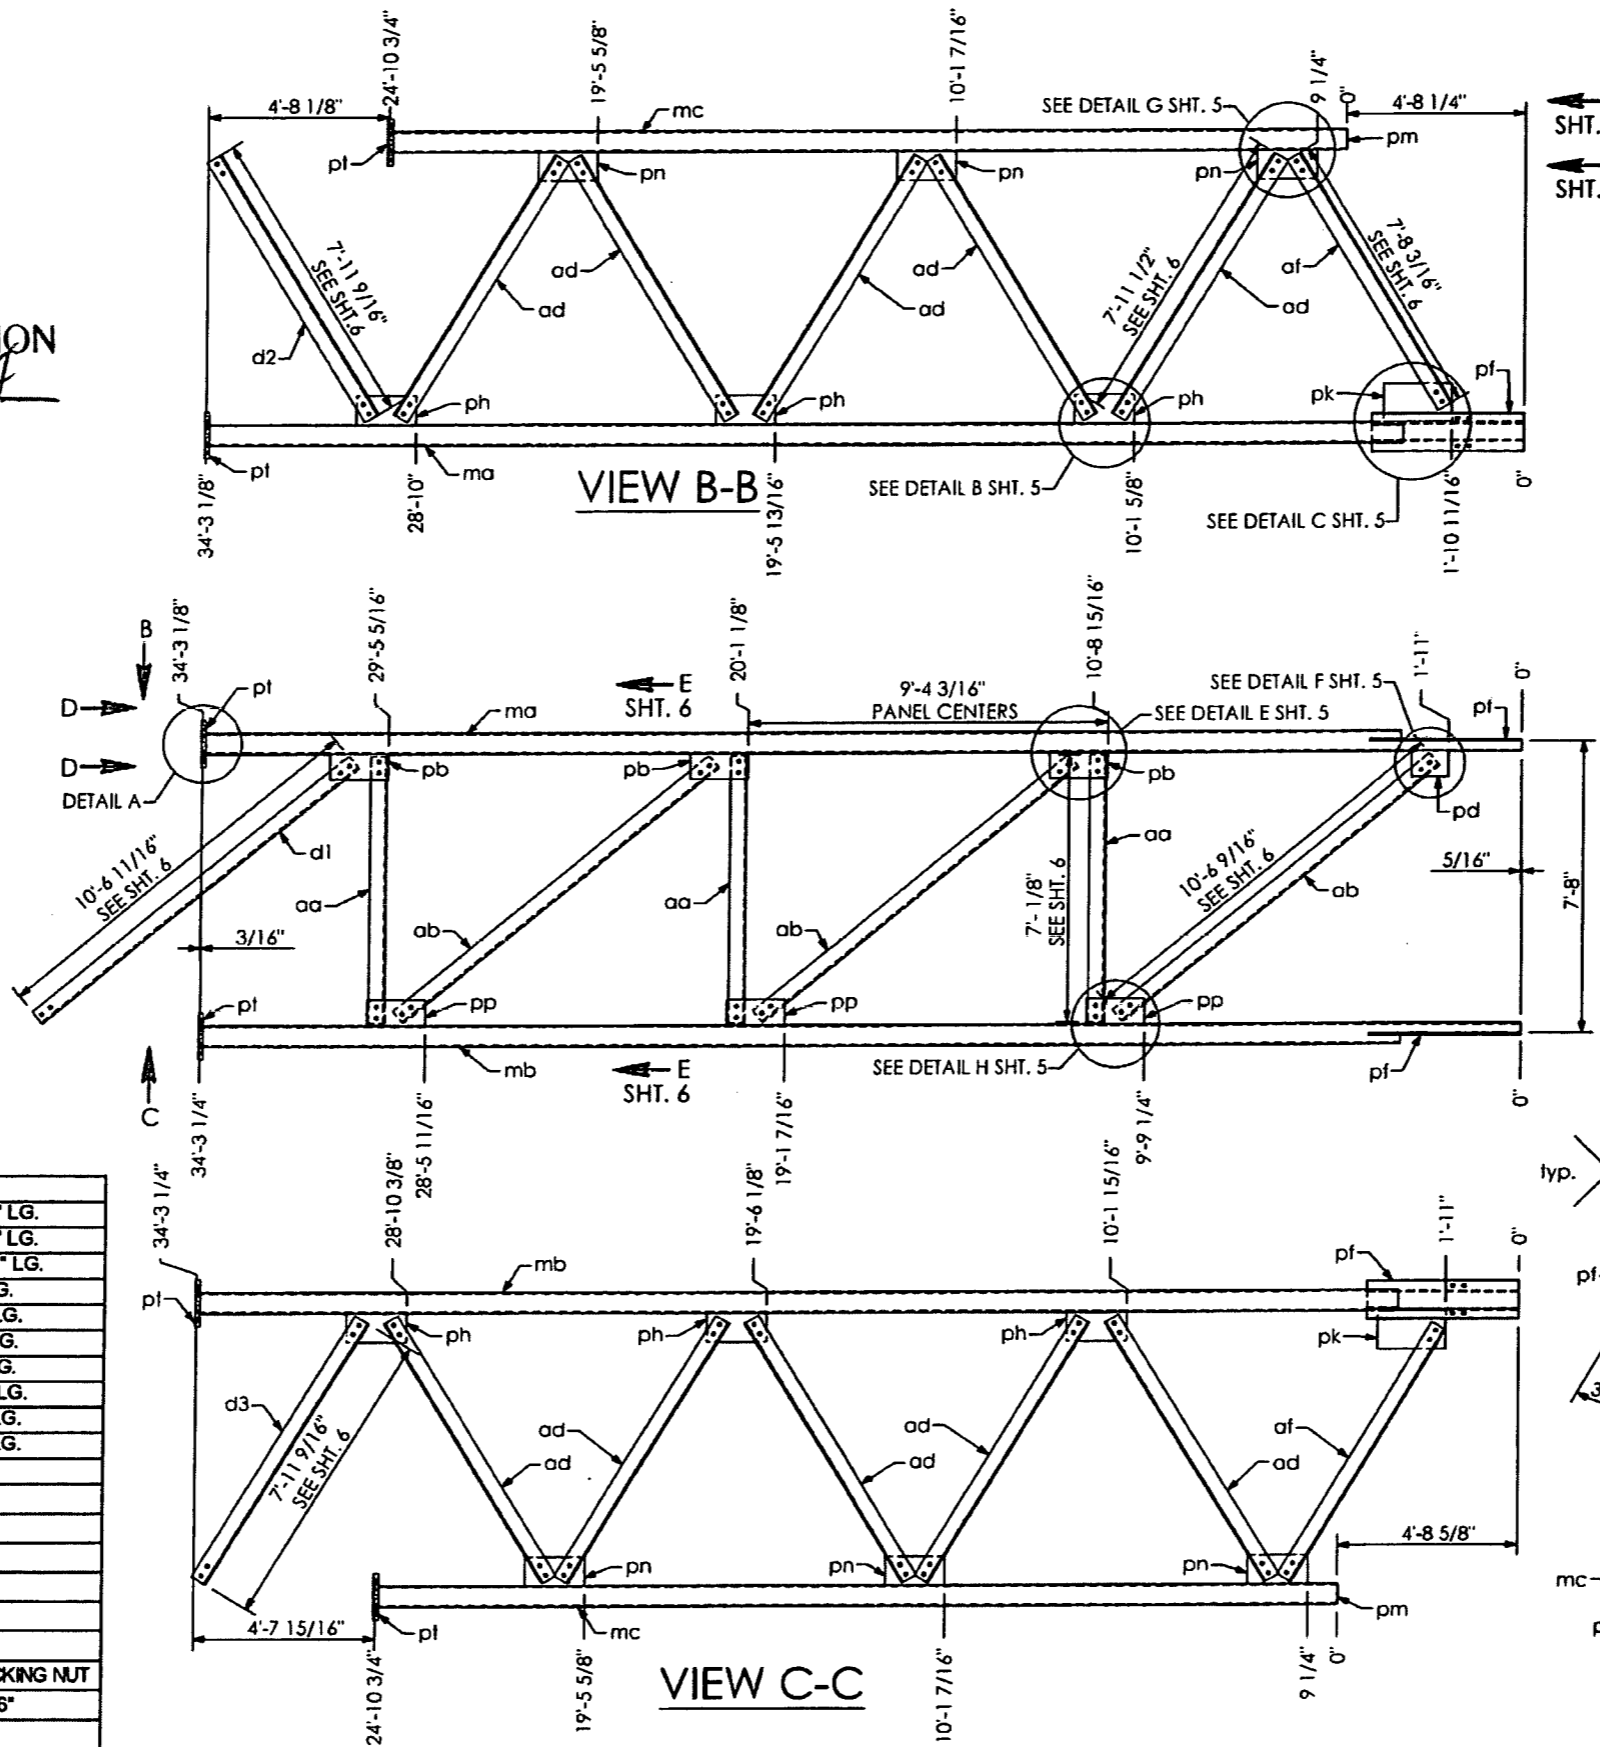 24'-10 3/4"
19'-5 5/8"
10'-1 7/16"
9 1/4"
0"
4'-8 1/8"
mc
SEE DETAIL G SHT. 5
4'-8 1/4"
SHT.
pt
pn
pn
pn
pm
SHT.
7'-11 9/16"
SEE SHT. 6
ad
ad
ad
ad
7'-11 1/2"
SEE SHT. 6
af
ad
7'-8 3/16"
SEE SHT. 6
ION
d2
ph
ph
ph
pk
pf
pt
ma
VIEW B-B
SEE DETAIL B SHT. 5
SEE DETAIL C SHT. 5
34'-3 1/8"
28'-10"
19'-5 13/16"
10'-1 5/8"
1'-10 11/16"
0"
B
34'-3 1/8"
29'-5 5/16"
20'-1 1/8"
10'-8 15/16"
1'-11"
0"
D
pt
ma
E
SHT. 6
9'-4 3/16"
PANEL CENTERS
SEE DETAIL F SHT. 5
SEE DETAIL E SHT. 5
pf
D
DETAIL A
pb
pb
pb
pd
10'-6 11/16"
SEE SHT. 6
d1
aa
ab
aa
ab
7'- 1/8"
SEE SHT. 6
aa
10'-6 9/16"
SEE SHT. 6
ab
5/16"
7'-8"
3/16"
pt
pp
pp
pp
mb
E
SHT. 6
SEE DETAIL H SHT. 5
pf
C
34'-3 1/4"
28'-5 11/16"
19'-1 7/16"
9'-9 1/4"
0"
typ.
LG.
LG.
" LG.
G.
LG.
G.
G.
LG.
G.
G.
CKING NUT
6"
34'-3 1/4"
28'-10 3/8"
19'-6 1/8"
10'-1 15/16"
1'-11"
0"
mb
pf
pf
pt
ph
ph
ph
pk
d3
7'-11 9/16"
SEE SHT. 6
ad
ad
ad
ad
af
ad
3
4'-8 5/8"
pn
pn
pn
pm
mc
4'-7 15/16"
pt
mc
p
24'-10 3/4"
19'-5 5/8"
10'-1 7/16"
9 1/4"
0"
VIEW C-C